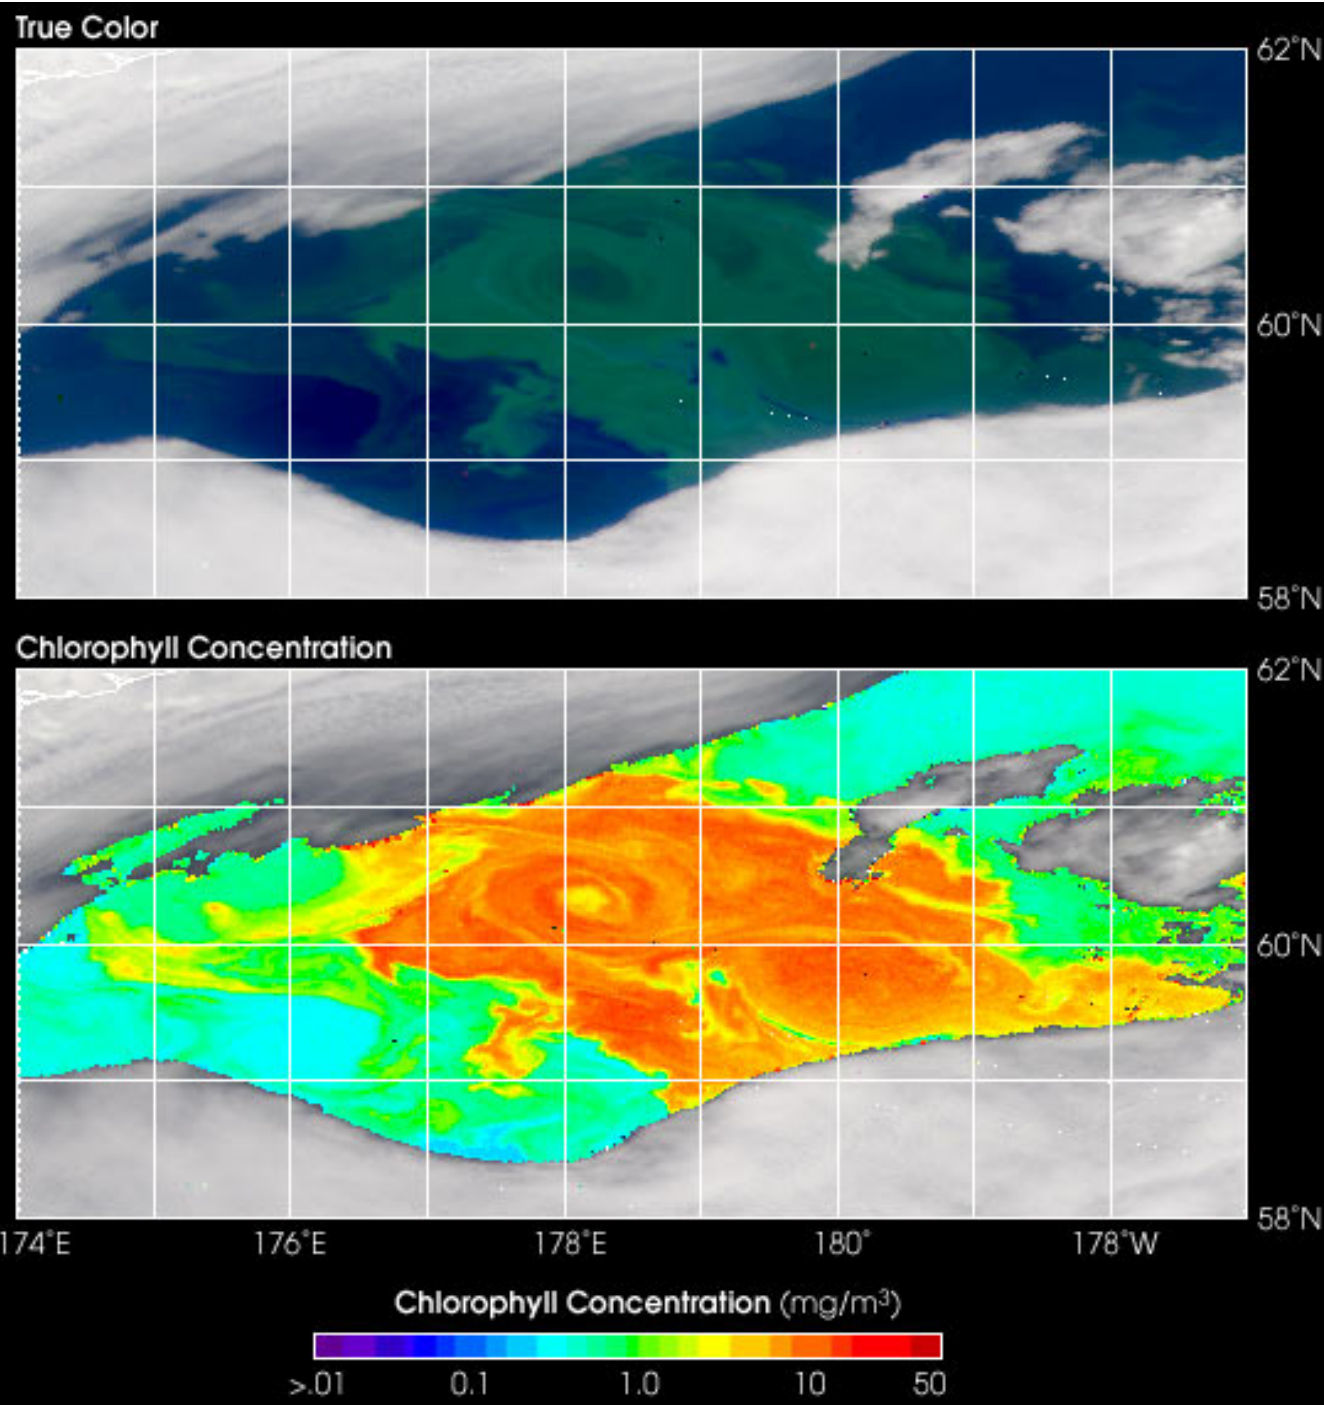 True Color
62°N
60°N
58°N
Chlorophyll Concentration
62°N
60°N
58°N
174°E 176°E 178°E 180° 178°W
Chlorophyll Concentration (mg/m³)
>.01 0.1 1.0 10 50